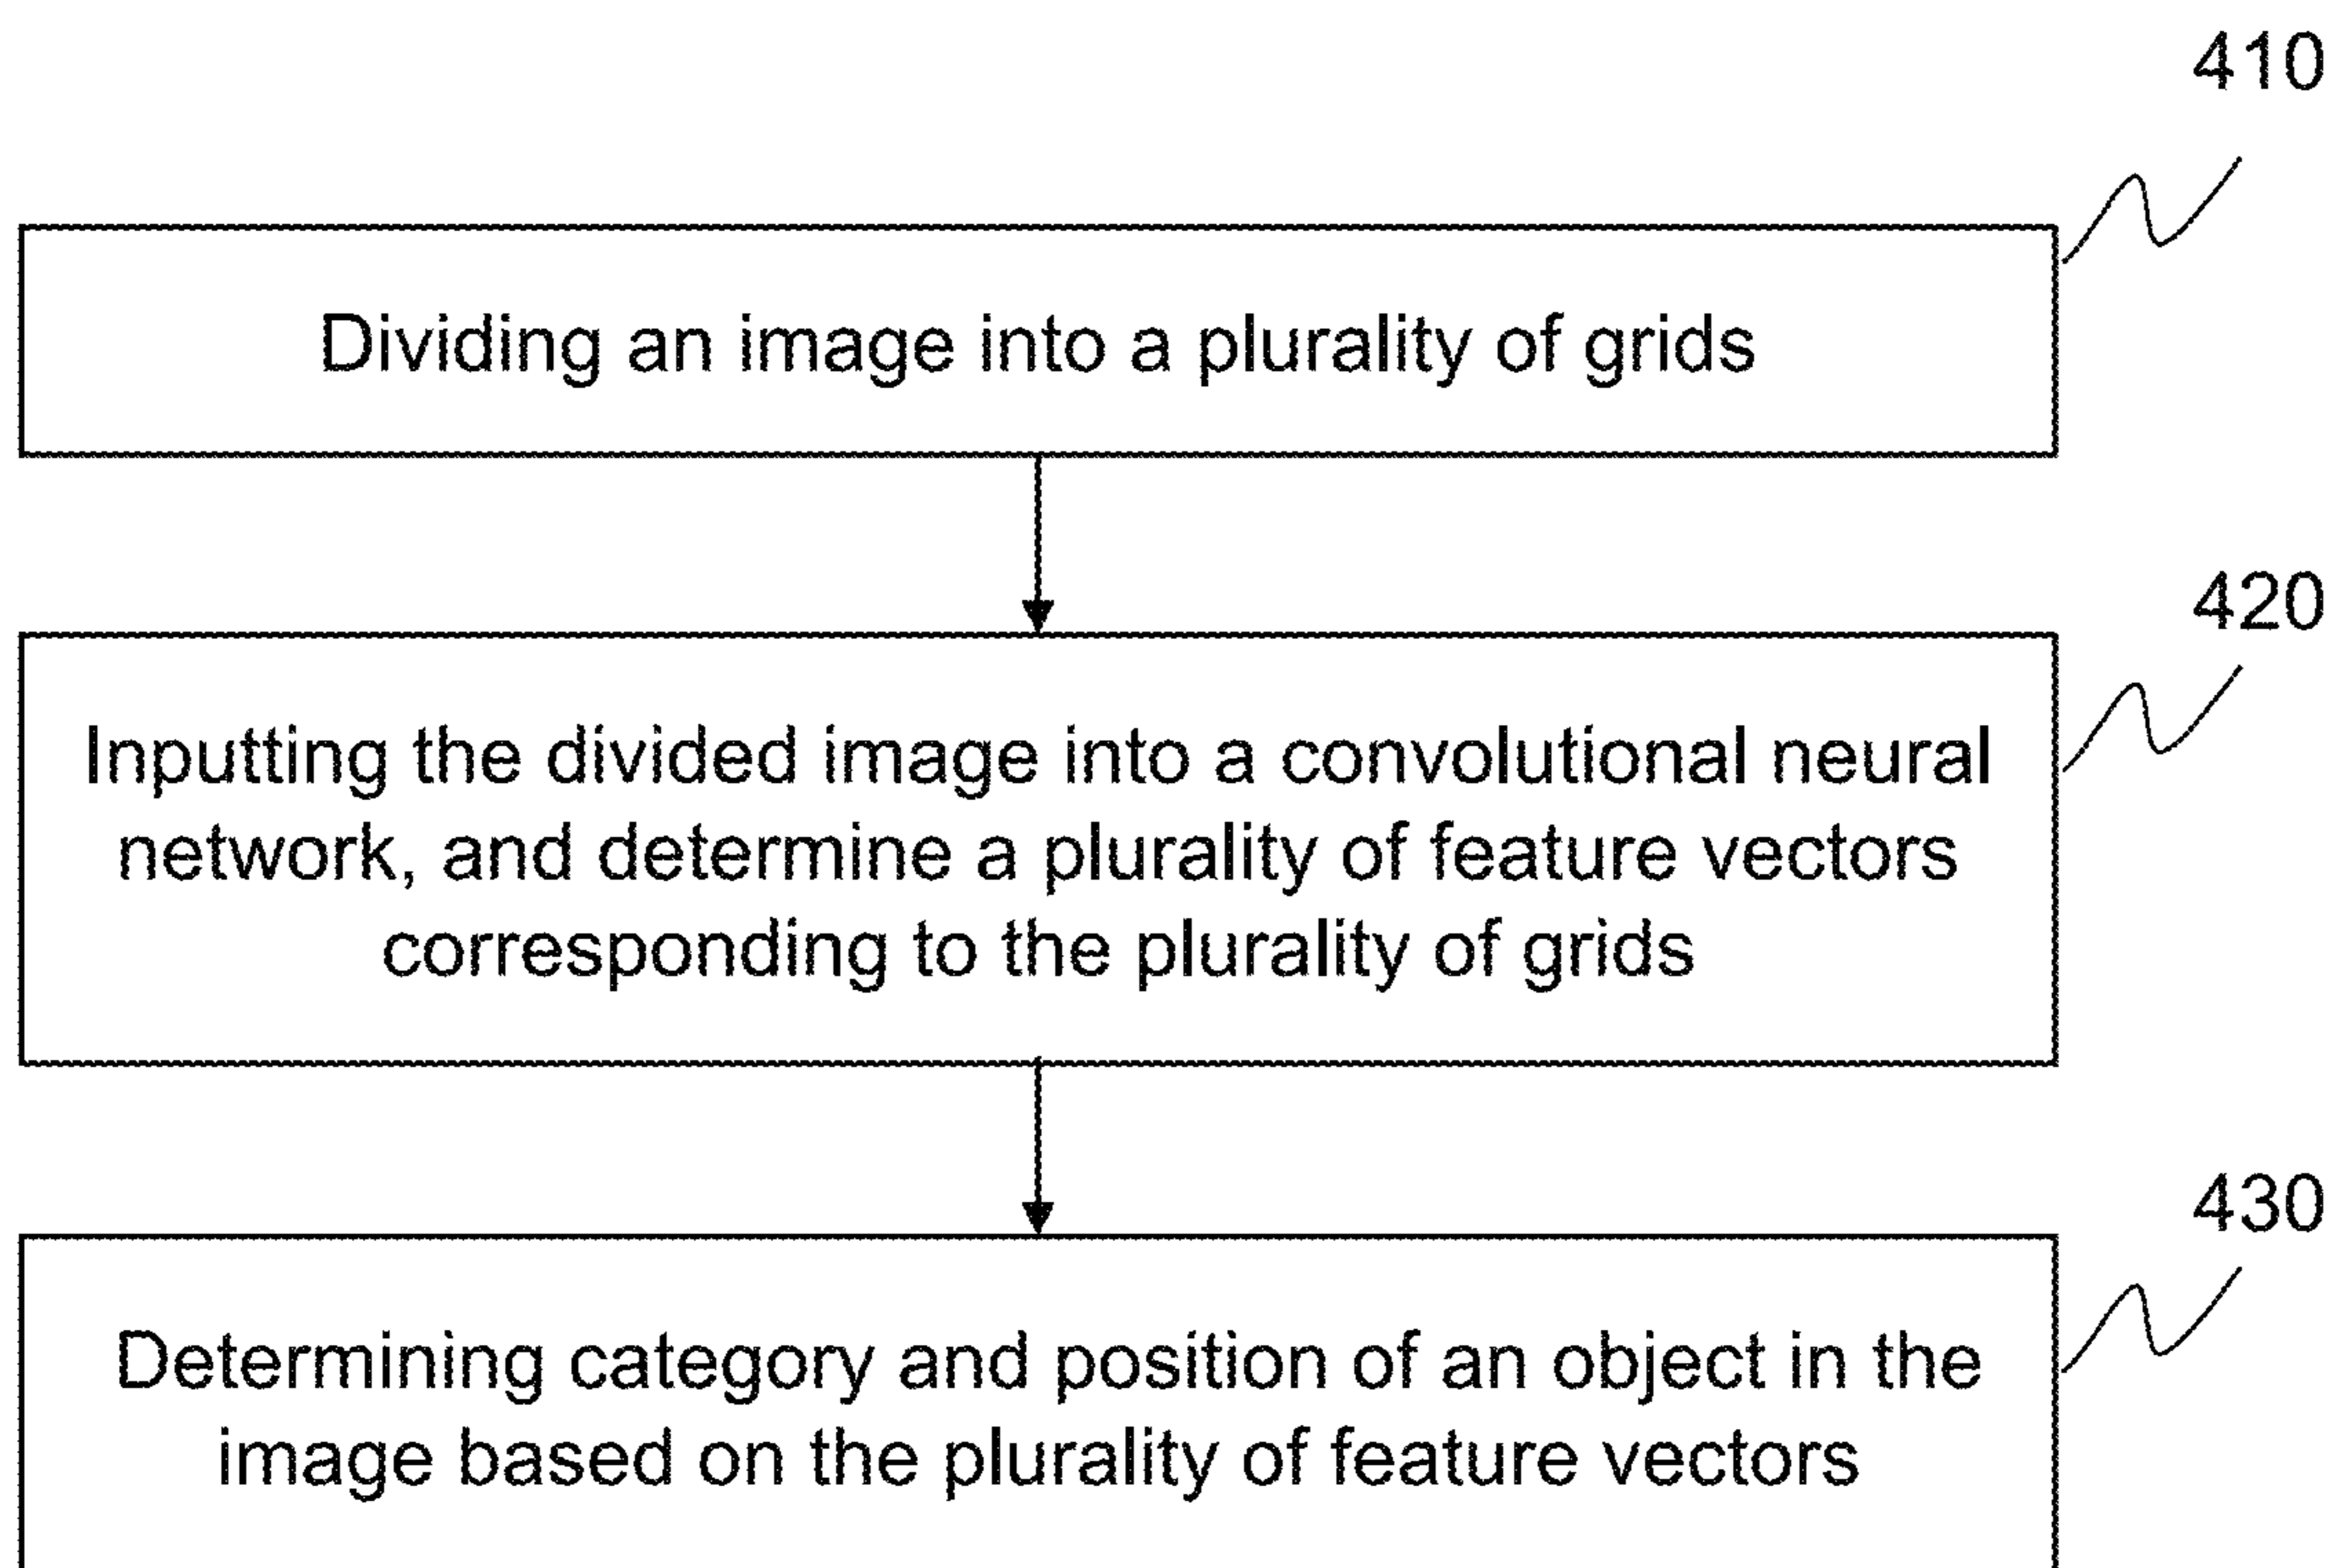 410
Dividing an image into a plurality of grids
420
Inputting the divided image into a convolutional neural
network, and determine a plurality of feature vectors
corresponding to the plurality of grids
430
Determining category and position of an object in the
image based on the plurality of feature vectors